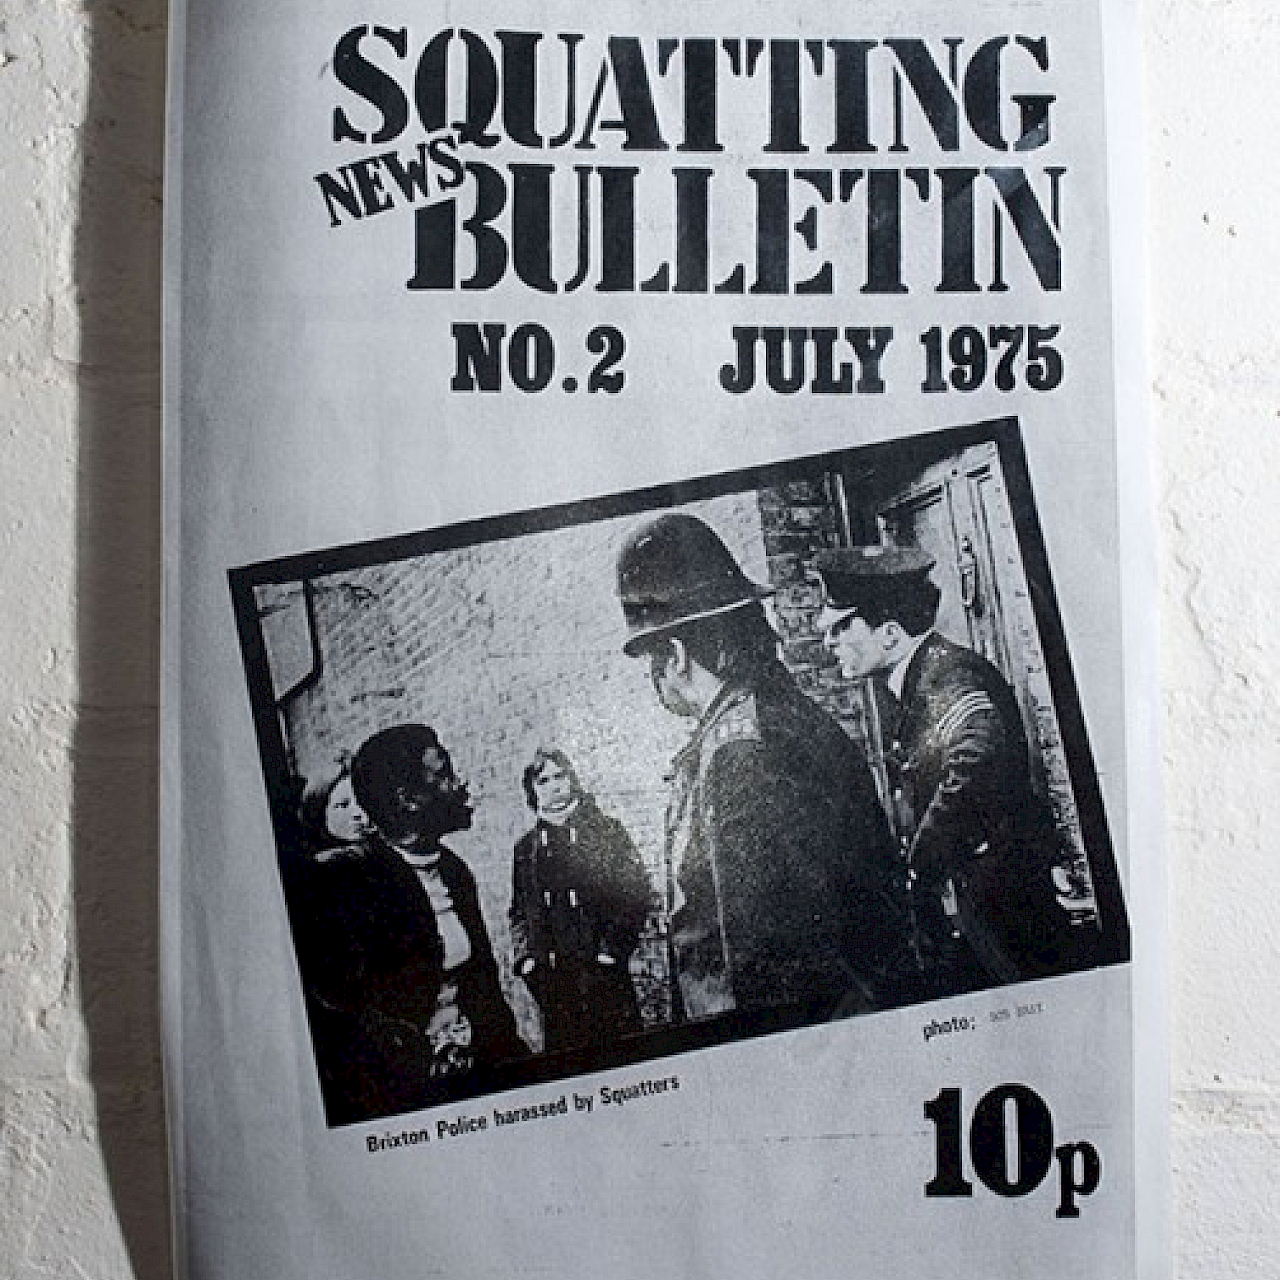 SQUATTING
NEWS
BULLETIN
NO.2 JULY 1975
photo:
Brixton Police harassed by Squatters
10p